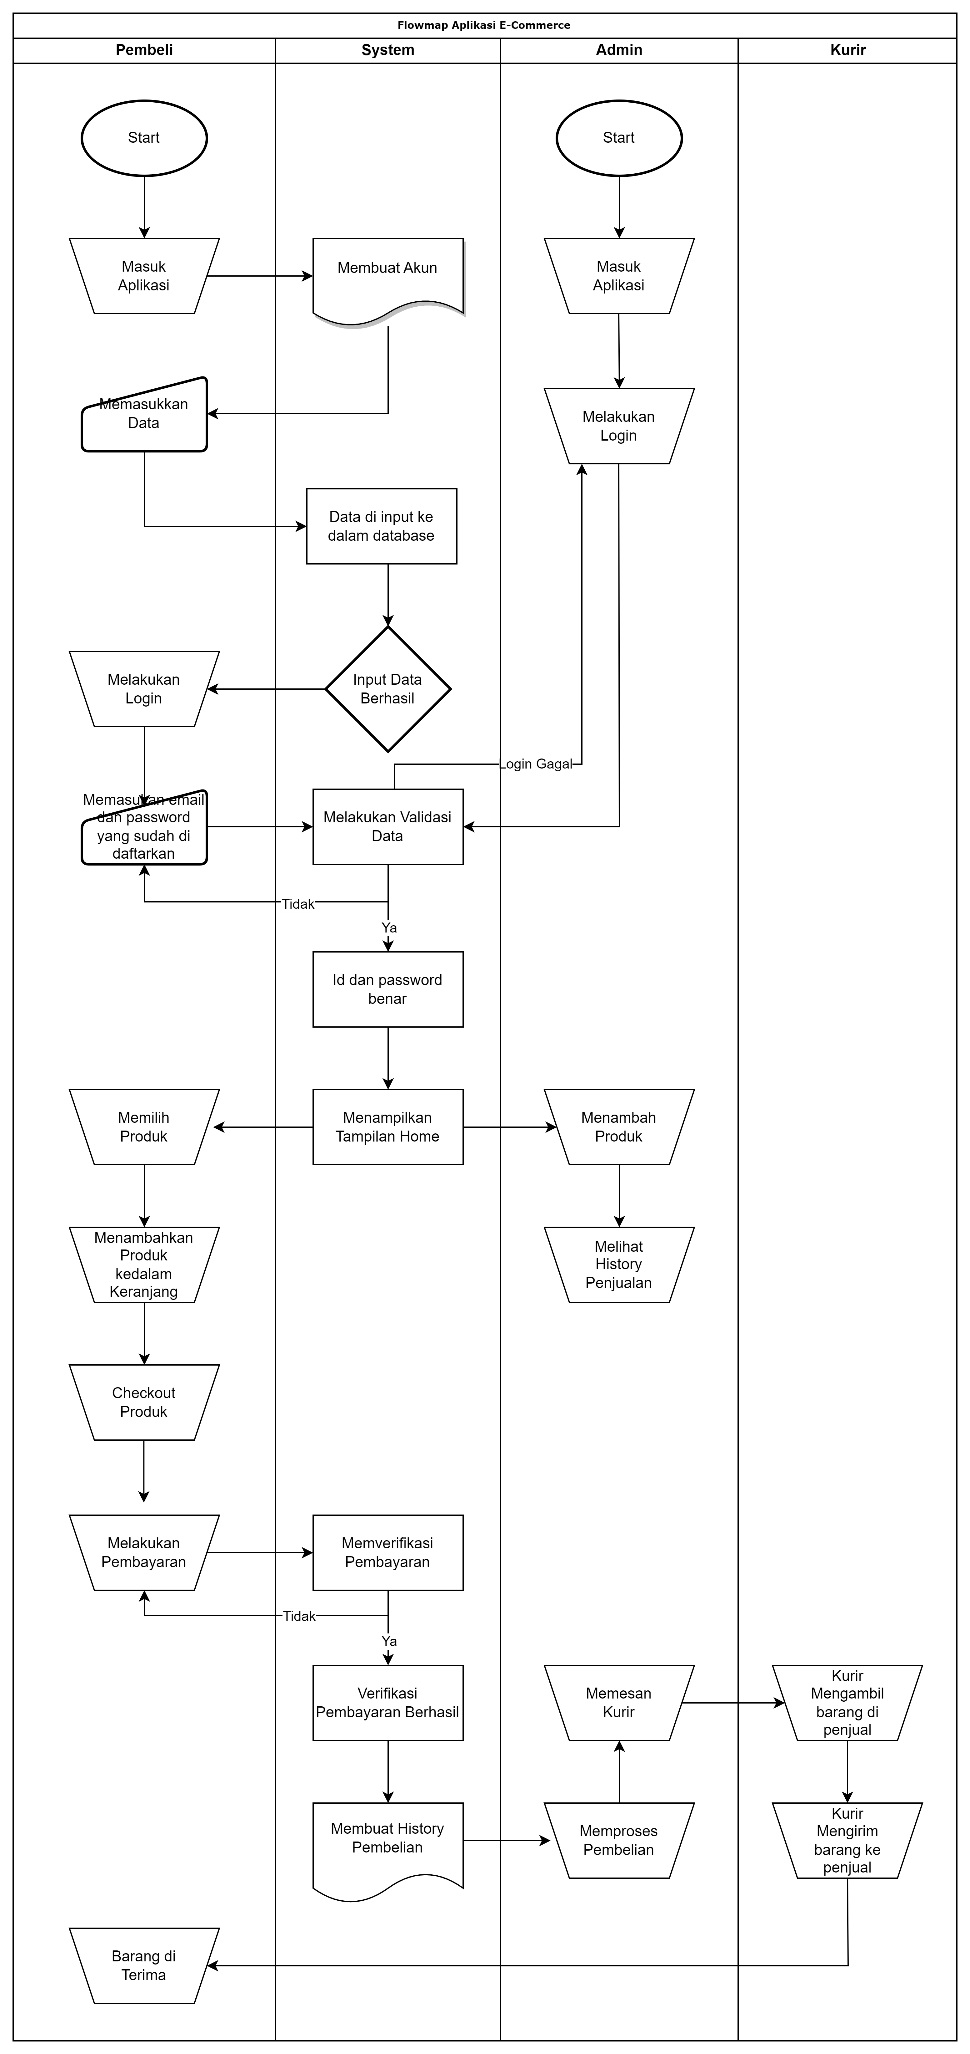 Flowmap Aplikasi E-Commerce
Pembeli
System
Admin
Kurir
Start
Start
Masuk
Aplikasi
Membuat Akun
Masuk
Aplikasi
Memasukkan
Data
Melakukan
Login
Data di input ke
dalam database
Melakukan
Login
Input Data
Berhasil
Login Gagal
Memasukan email
dan password
yang sudah di
daftarkan
Melakukan Validasi
Data
Tidak
Ya
Id dan password
benar
Memilih
Produk
Menampilkan
Tampilan Home
Menambah
Produk
Menambahkan
Produk
kedalam
Keranjang
Melihat
History
Penjualan
Checkout
Produk
Melakukan
Pembayaran
Memverifikasi
Pembayaran
Tidak
Ya
Verifikasi
Pembayaran Berhasil
Memesan
Kurir
Kurir
Mengambil
barang di
penjual
Membuat History
Pembelian
Memproses
Pembelian
Kurir
Mengirim
barang ke
penjual
Barang di
Terima